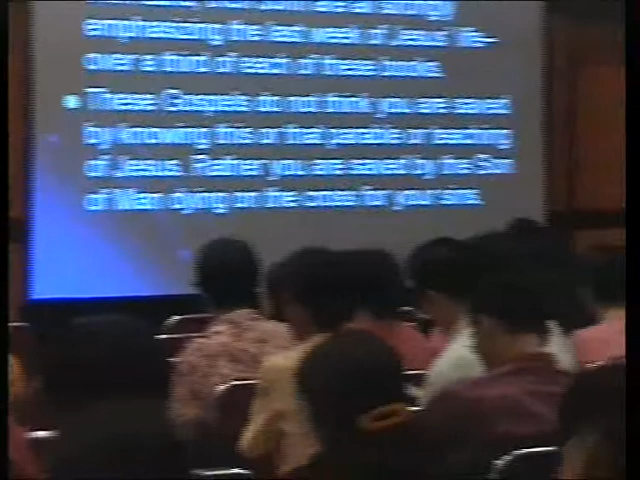 emphasizing the last week of Jesus' life—
over a third of each of these books.
These Gospels do not think you are saved
by knowing this or that parable or teaching
of Jesus. Rather you are saved by the Son
of Man dying on the cross for your sins.